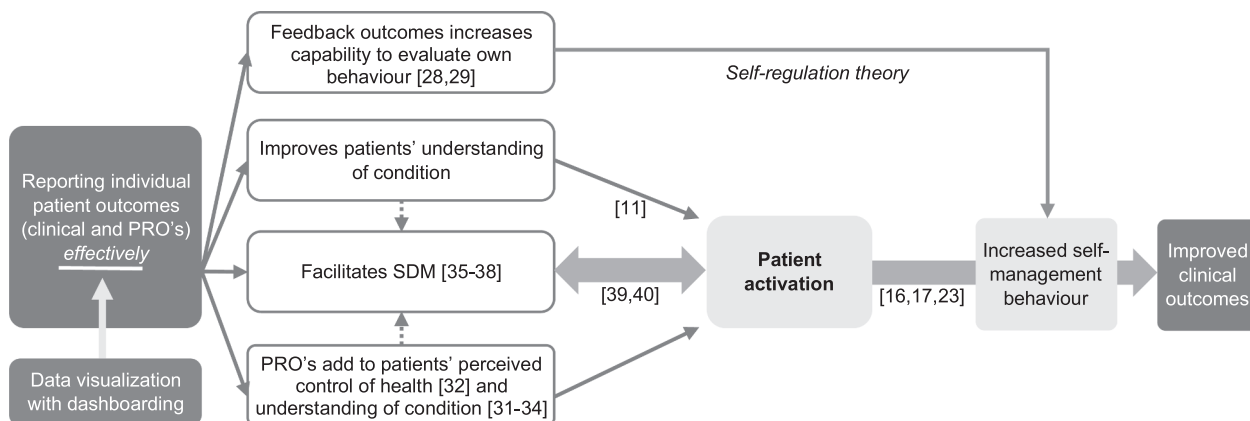 Feedback outcomes increases
capability to evaluate own
behaviour [28,29]
Self-regulation theory
Improves patients' understanding
of condition
Reporting individual
patient outcomes
(clinical and PRO's)
effectively
[11]
Facilitates SDM [35-38]
[39,40]
Patient
activation
[16,17,23]
Increased self-
management
behaviour
Improved
clinical
outcomes
PRO's add to patients' perceived
control of health [32] and
understanding of condition [31-34]
Data visualization
with dashboarding